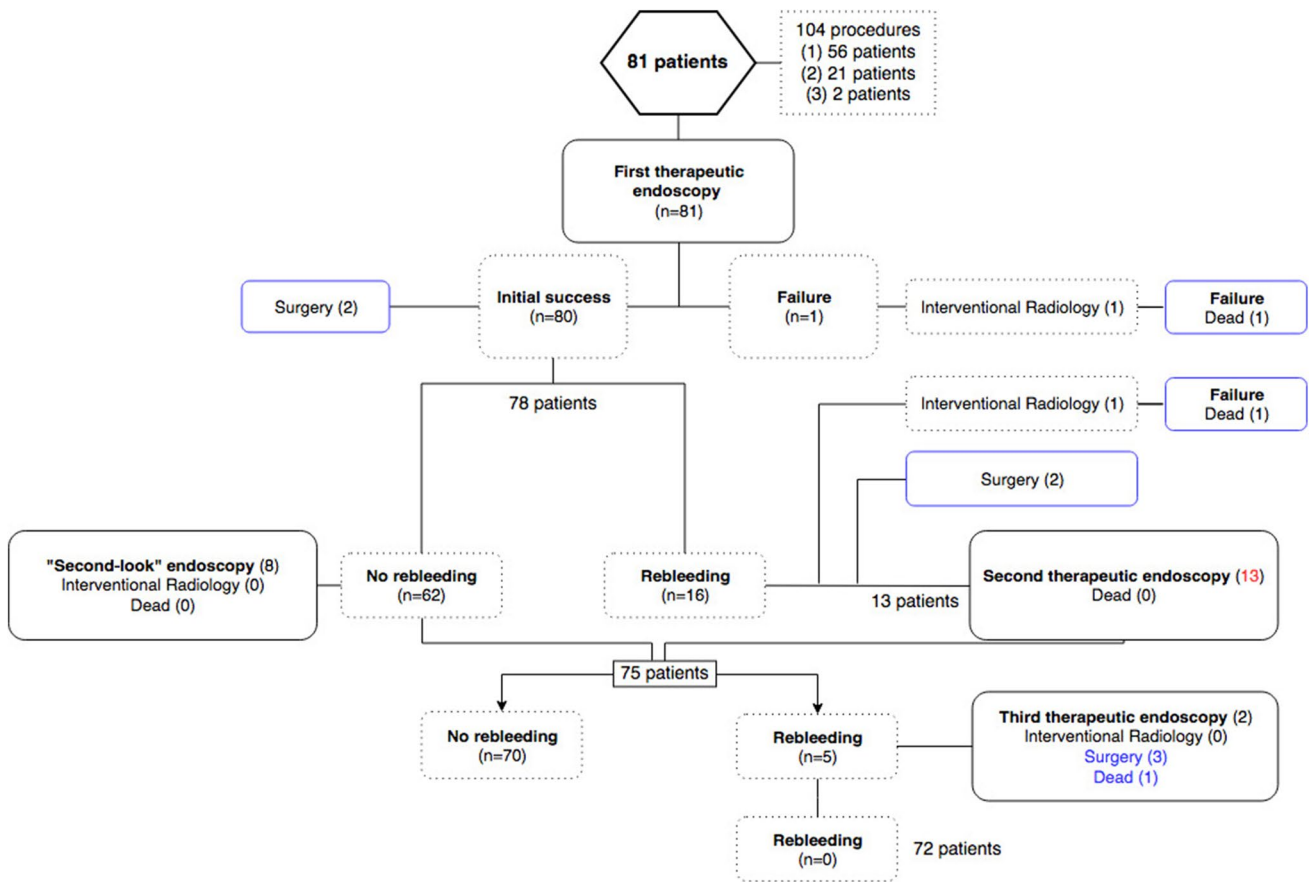 81 patients
104 procedures
(1) 56 patients
(2) 21 patients
(3) 2 patients
First therapeutic
endoscopy
(n=81)
Surgery (2)
Initial success
(n=80)
Failure
(n=1)
Interventional Radiology (1)
Failure
Dead (1)
78 patients
Interventional Radiology (1)
Failure
Dead (1)
Surgery (2)
"Second-look" endoscopy (8)
Interventional Radiology (0)
Dead (0)
No rebleeding
(n=62)
Rebleeding
(n=16)
13 patients
Second therapeutic endoscopy (13)
Dead (0)
75 patients
No rebleeding
(n=70)
Rebleeding
(n=5)
Third therapeutic endoscopy (2)
Interventional Radiology (0)
Surgery (3)
Dead (1)
Rebleeding
(n=0)
72 patients